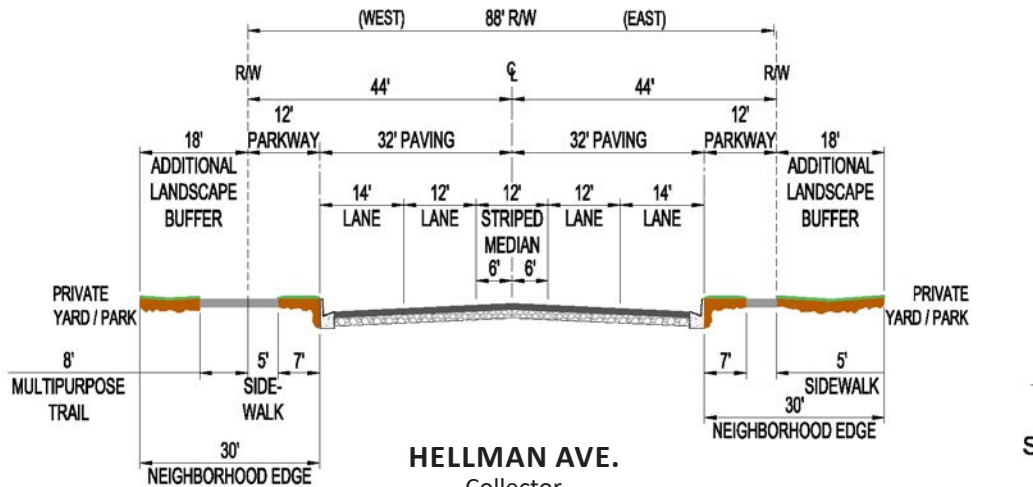 (WEST) 88' R/W (EAST)
R/W ℄ R/W
44' 44'
12' 12'
18' PARKWAY 32' PAVING 32' PAVING PARKWAY 18'
ADDITIONAL ADDITIONAL
LANDSCAPE LANDSCAPE
BUFFER BUFFER
14' 12' 12' 12' 14'
LANE LANE STRIPED LANE LANE
MEDIAN
6' 6'
PRIVATE PRIVATE
YARD / PARK YARD / PARK
8' 5' 7' 7' 5'
MULTIPURPOSE SIDE- SIDEWALK
TRAIL WALK
30' 30'
NEIGHBORHOOD EDGE NEIGHBORHOOD EDGE
HELLMAN AVE.
Collector
S